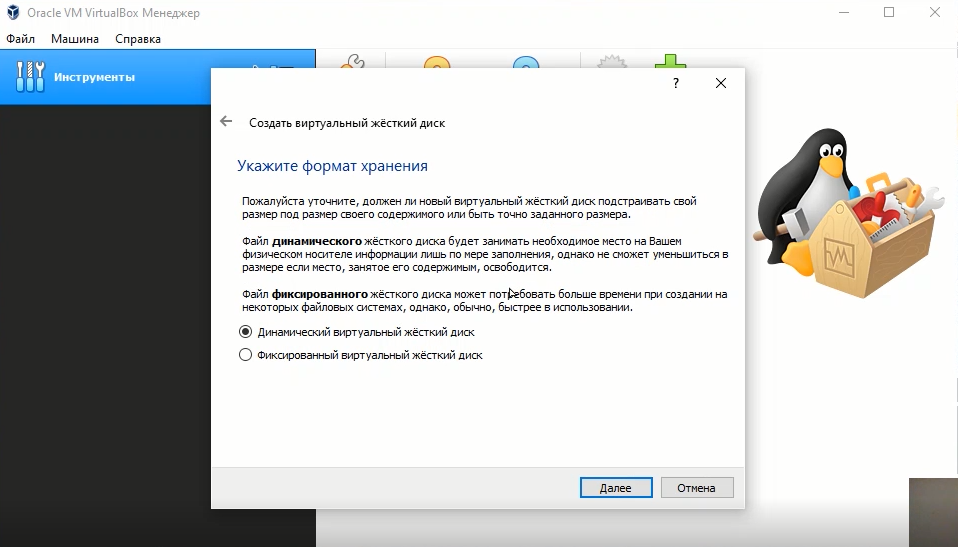 Oracle VM VirtualBox Менеджер
Файл Машина Справка
Инструменты
?
Создать виртуальный жёсткий диск
Укажите формат хранения
Пожалуйста уточните, должен ли новый виртуальный жёсткий диск подстраивать свой
размер под размер своего содержимого или быть точно заданного размера.
Файл динамического жёсткого диска будет занимать необходимое место на Вашем
физическом носителе информации лишь по мере заполнения, однако не сможет уменьшиться в
размере если место, занятое его содержимым, освободится.
Файл фиксированного жёсткого диска может потребовать больше времени при создании на
некоторых файловых системах, однако, обычно, быстрее в использовании.
Динамический виртуальный жёсткий диск
Фиксированный виртуальный жёсткий диск
Далее Отмена